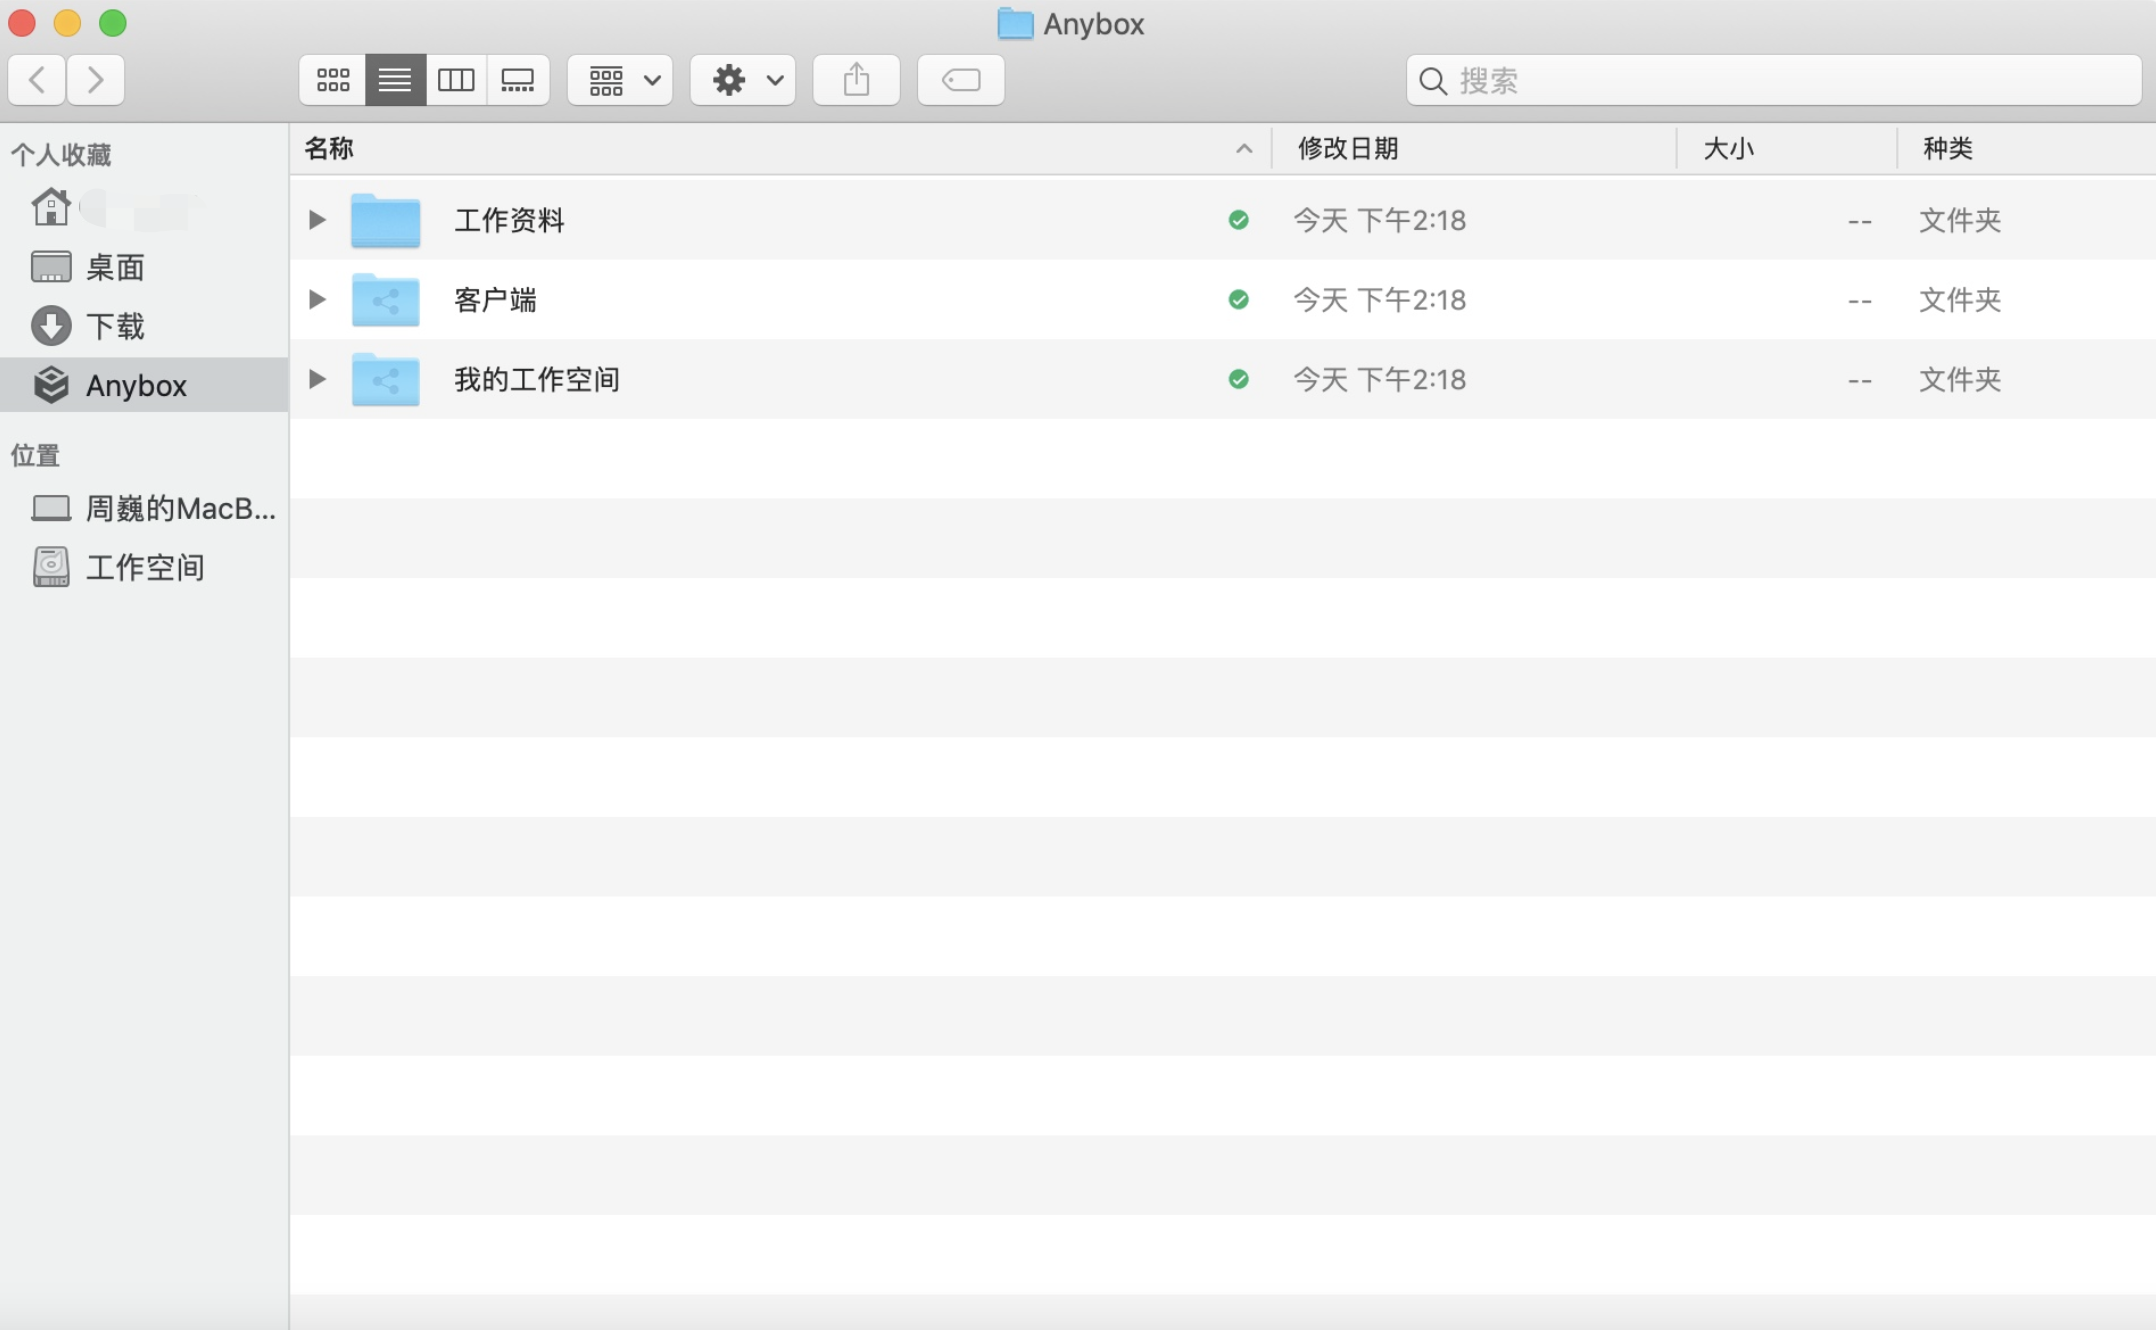 Anybox
搜索
个人收藏
桌面
下载
Anybox
位置
周巍的MacB...
工作空间
名称 修改日期 大小 种类
工作资料 今天 下午2:18 -- 文件夹
客户端 今天 下午2:18 -- 文件夹
我的工作空间 今天 下午2:18 -- 文件夹